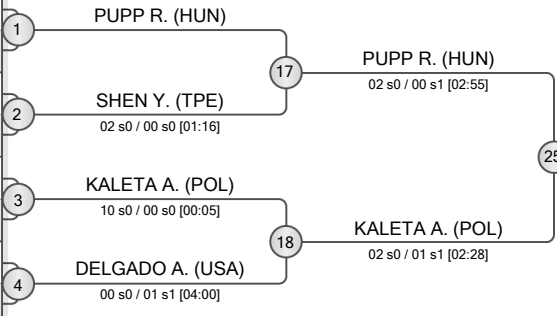 1
PUPP R. (HUN)
17
PUPP R. (HUN)
02 s0 / 00 s1 [02:55]
2
SHEN Y. (TPE)
02 s0 / 00 s0 [01:16]
25
3
KALETA A. (POL)
10 s0 / 00 s0 [00:05]
18
KALETA A. (POL)
02 s0 / 01 s1 [02:28]
4
DELGADO A. (USA)
00 s0 / 01 s1 [04:00]